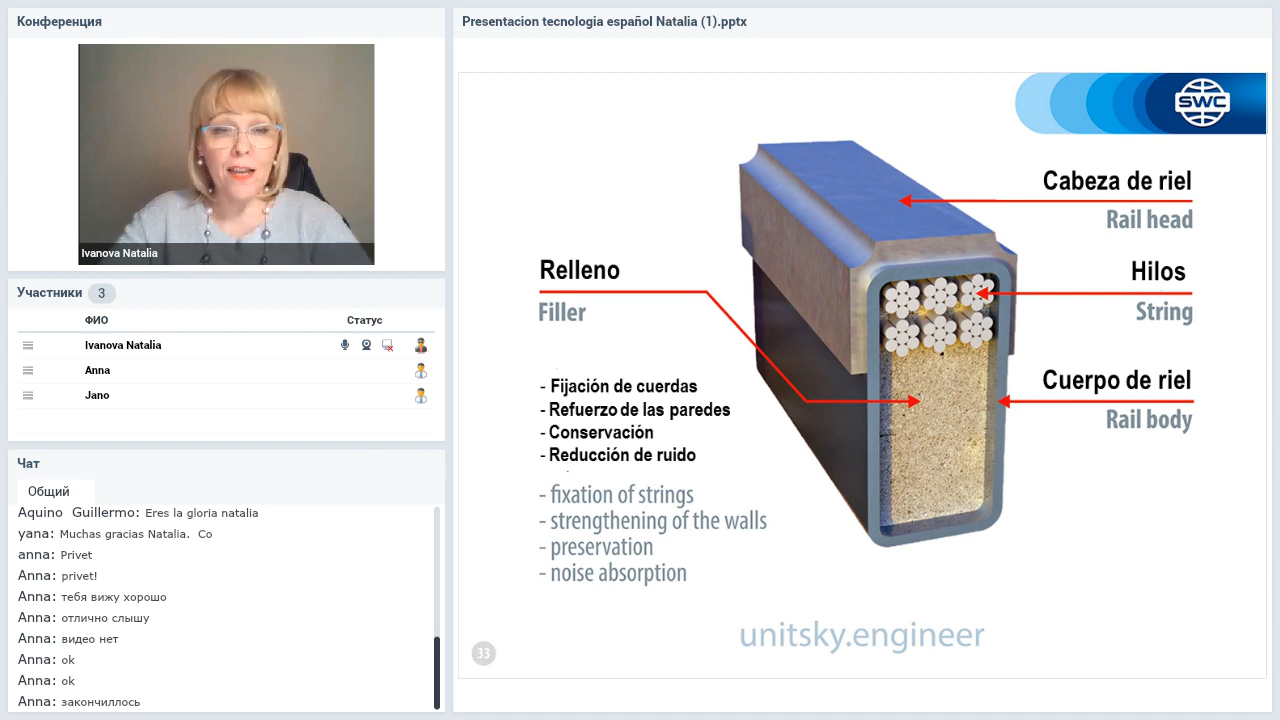 Конференция
Ivanova Natalia
Участники 3
ФИО Статус
Ivanova Natalia
Anna
Jano
Чат
Общий
Aquino Guillermo: Eres la gloria natalia
yana: Muchas gracias Natalia. Co
anna: Privet
Anna: privet!
Anna: тебя вижу хорошо
Anna: отлично слышу
Anna: видео нет
Anna: ok
Anna: ok
Anna: закончиллось
Presentacion tecnologia español Natalia (1).pptx
SWC
Cabeza de riel
Rail head
Relleno
Filler
Hilos
String
Cuerpo de riel
Rail body
- Fijación de cuerdas
- Refuerzo de las paredes
- Conservación
- Reducción de ruido
- fixation of strings
- strengthening of the walls
- preservation
- noise absorption
unitsky.engineer
33